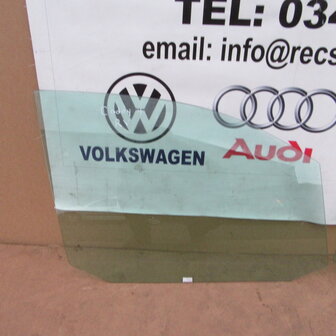 TEL: 034
email: info@recs
VOLKSWAGEN
Audi